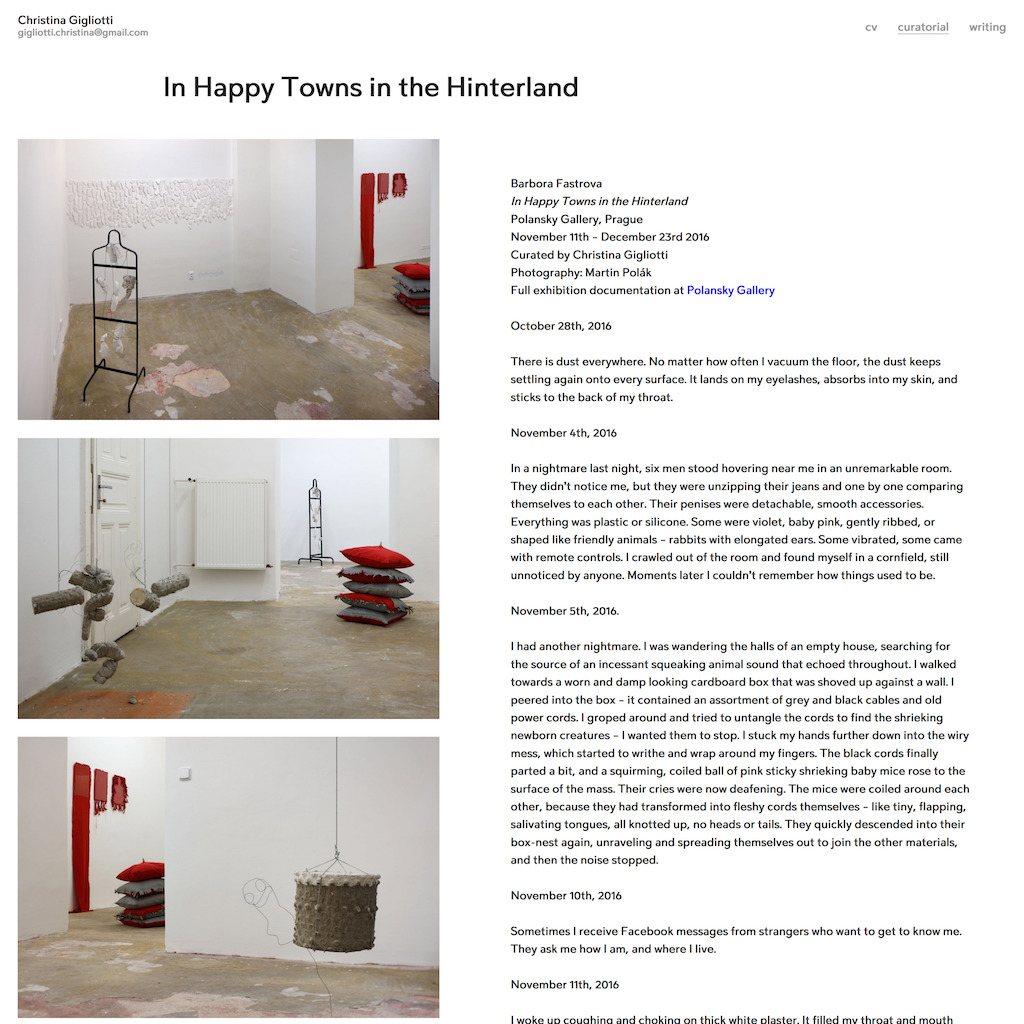 Christina Gigliotti
gigliotti.christina@gmail.com
cv curatorial writing
In Happy Towns in the Hinterland
Barbora Fastrova
In Happy Towns in the Hinterland
Polansky Gallery, Prague
November 11th – December 23rd 2016
Curated by Christina Gigliotti
Photography: Martin Polák
Full exhibition documentation at Polansky Gallery
October 28th, 2016
There is dust everywhere. No matter how often I vacuum the floor, the dust keeps
settling again onto every surface. It lands on my eyelashes, absorbs into my skin, and
sticks to the back of my throat.
November 4th, 2016
In a nightmare last night, six men stood hovering near me in an unremarkable room.
They didn't notice me, but they were unzipping their jeans and one by one comparing
themselves to each other. Their penises were detachable, smooth accessories.
Everything was plastic or silicone. Some were violet, baby pink, gently ribbed, or
shaped like friendly animals – rabbits with elongated ears. Some vibrated, some came
with remote controls. I crawled out of the room and found myself in a cornfield, still
unnoticed by anyone. Moments later I couldn't remember how things used to be.
November 5th, 2016.
I had another nightmare. I was wandering the halls of an empty house, searching for
the source of an incessant squeaking animal sound that echoed throughout. I walked
towards a worn and damp looking cardboard box that was shoved up against a wall. I
peered into the box – it contained an assortment of grey and black cables and old
power cords. I groped around and tried to untangle the cords to find the shrieking
newborn creatures – I wanted them to stop. I stuck my hands further down into the wiry
mess, which started to writhe and wrap around my fingers. The black cords finally
parted a bit, and a squirming, coiled ball of pink sticky shrieking baby mice rose to the
surface of the mass. Their cries were now deafening. The mice were coiled around each
other, because they had transformed into fleshy cords themselves – like tiny, flapping,
salivating tongues, all knotted up, no heads or tails. They quickly descended into their
box-nest again, unraveling and spreading themselves out to join the other materials,
and then the noise stopped.
November 10th, 2016
Sometimes I receive Facebook messages from strangers who want to get to know me.
They ask me how I am, and where I live.
November 11th, 2016
I woke up coughing and choking on thick white plaster. It filled my throat and mouth